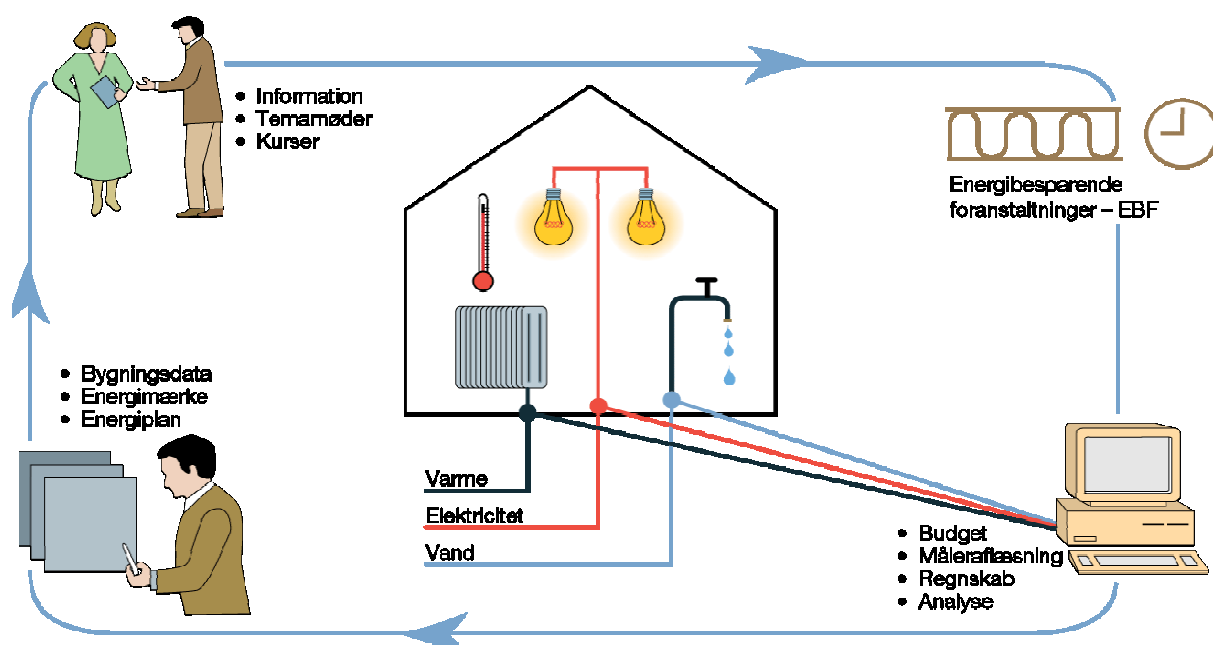 • Information
• Temamøder
• Kurser
Energibesparende
foranstaltninger – EBF
• Bygningsdata
• Energimærke
• Energiplan
Varme
Elektricitet
Vand
• Budget
• Måleraflæsning
• Regnskab
• Analyse